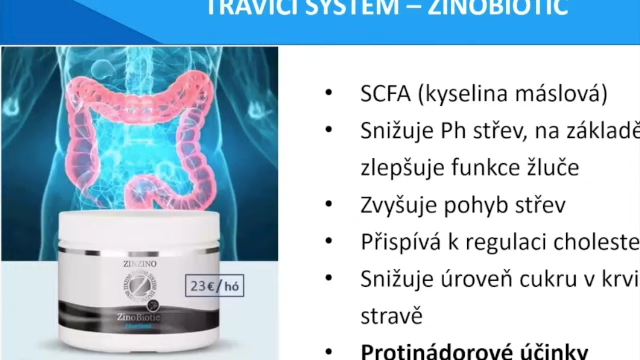 TRÁVICÍ SYSTÉM – ZINOBIOTIC
• SCFA (kyselina máslová)
• Snižuje Ph střev, na základě
zlepšuje funkce žluče
• Zvyšuje pohyb střev
• Přispívá k regulaci choleste
• Snižuje úroveň cukru v krvi
stravě
• Protinádorové účinky
ZINZINO
23€/hó
ZinoBiotic